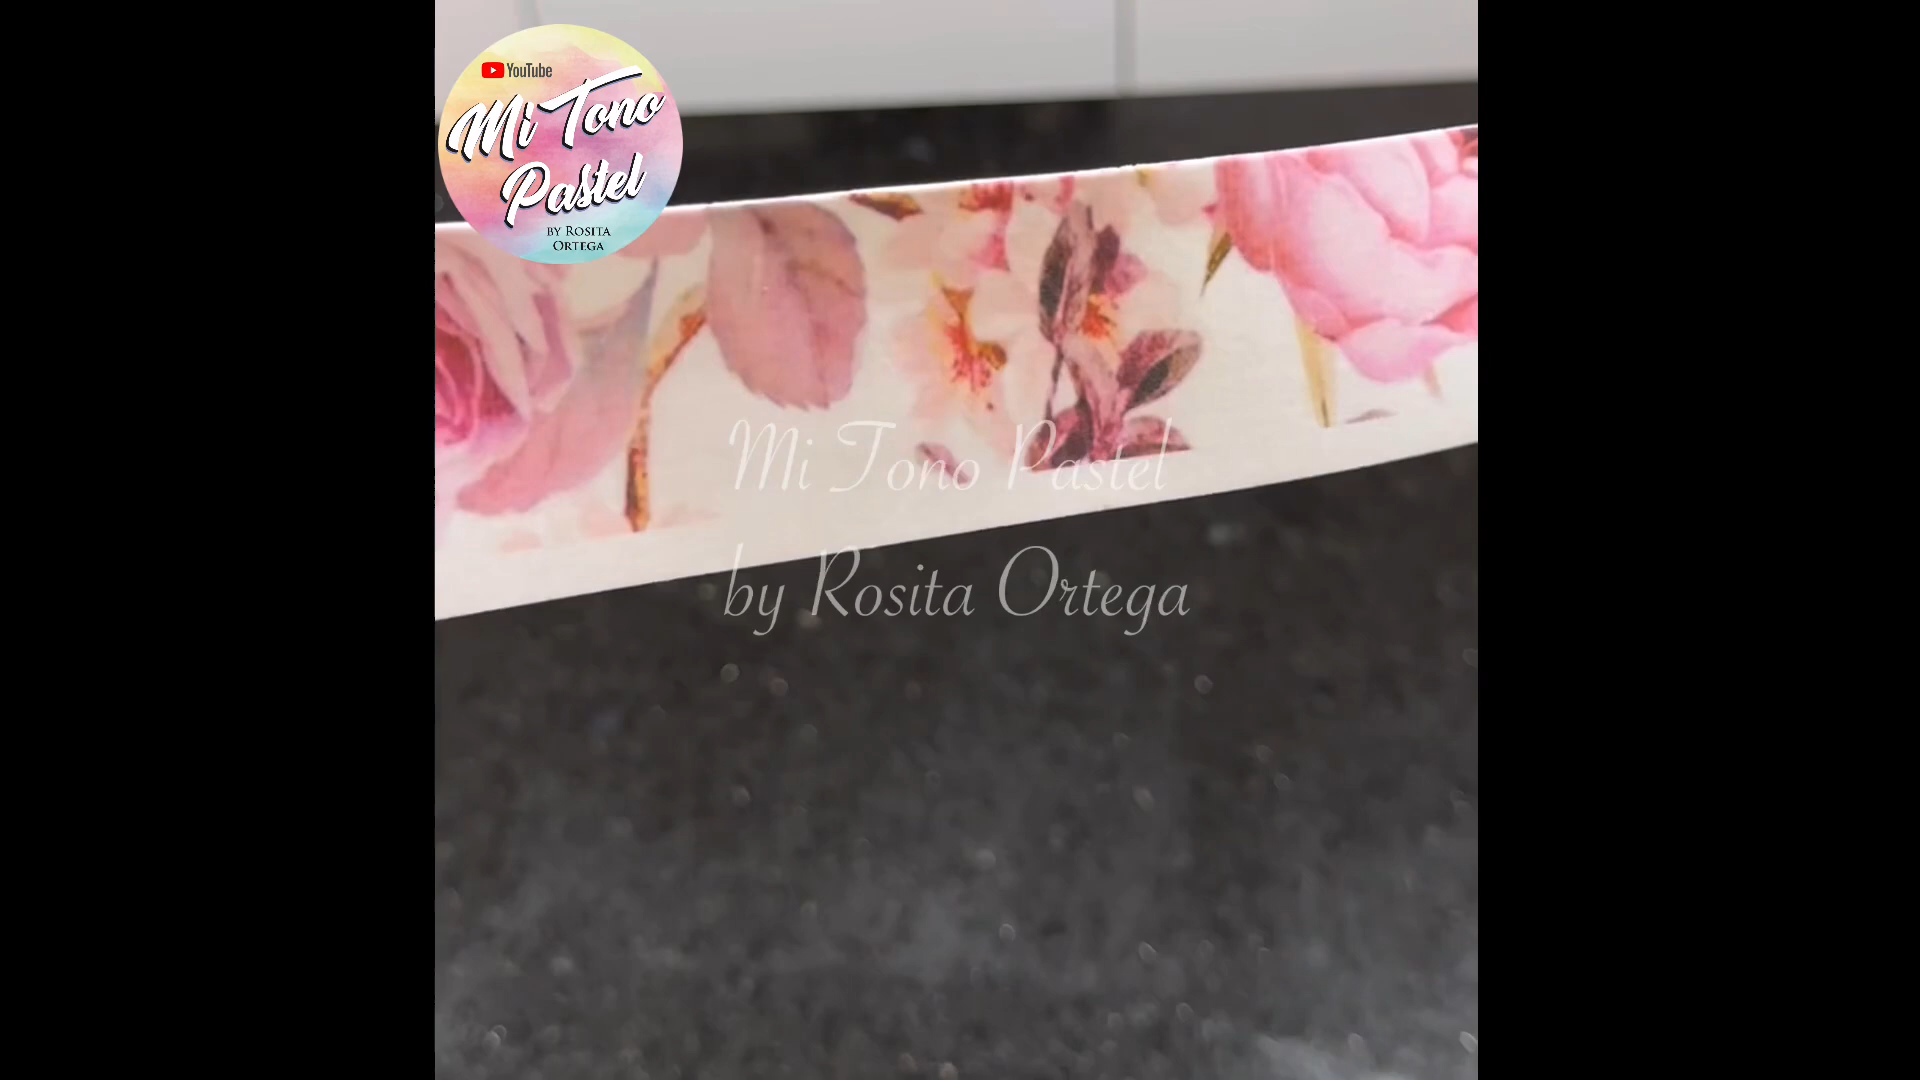 YouTube
Mi Tono
Pastel
BY ROSITA
ORTEGA
Mi Tono Pastel
by Rosita Ortega